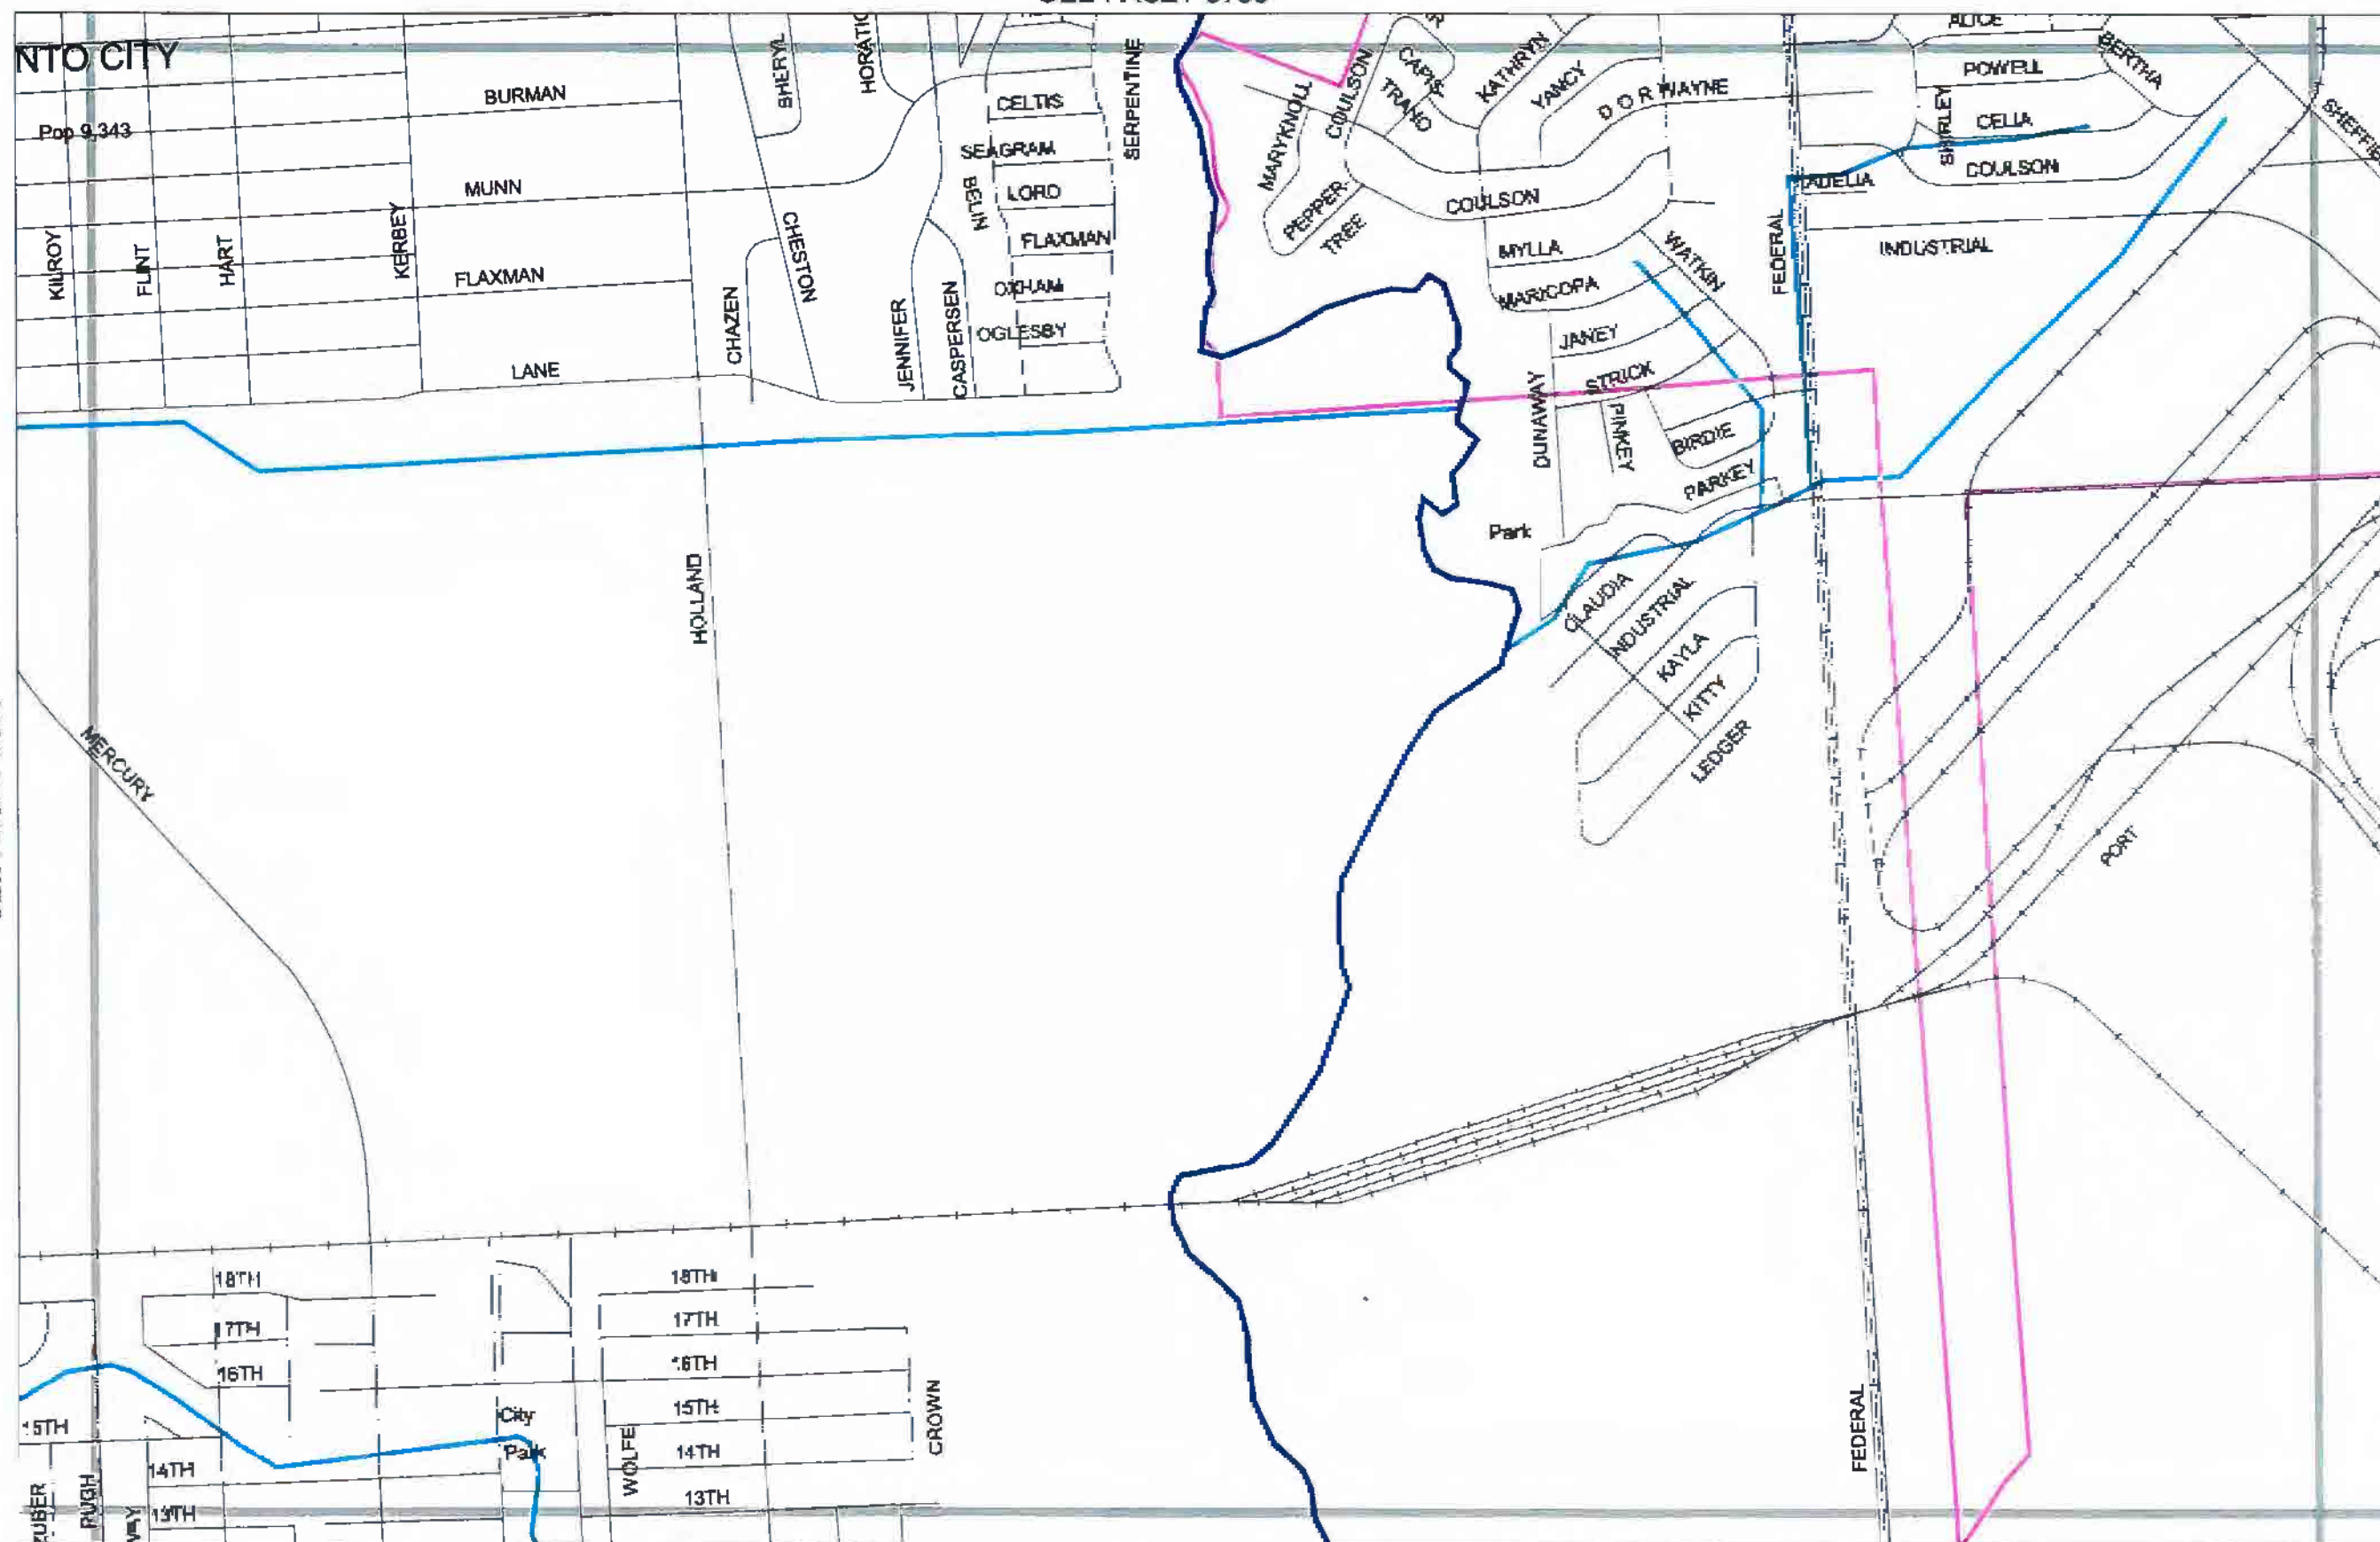 NTO CITY
Pop 9,343
BURMAN
MUNN
FLAXMAN
LANE
KILROY
FLINT
HART
KERBEY
SHERYL
CHESTON
CHAZEN
JENNIFER
CASPERSEN
BELIN
CELTIS
SEAGRAM
LORD
FLAXMAN
OXHAM
OGLESBY
SERPENTINE
MARYKNOLL
COULSON
CAPIS
TRANO
KATHRYN
YANCY
DORWAYNE
PEPPER
TREE
COULSON
MYLLA
MARICOPA
JANEY
STRICK
WATKIN
DUNAWAY
PINKEY
BIRDIE
PARKEY
Park
FEDERAL
ALICE
POWELL
BERTHA
SHIRLEY
CELIA
COULSON
ADELIA
INDUSTRIAL
CLAUDIA
INDUSTRIAL
KAYLA
KITTY
LEDGER
HOLLAND
MERCURY
PORT
18TH
17TH
16TH
15TH
14TH
13TH
ZUBER
PUGH
City
Park
18TH
17TH
16TH
15TH
14TH
13TH
WOLFE
CROWN
FEDERAL